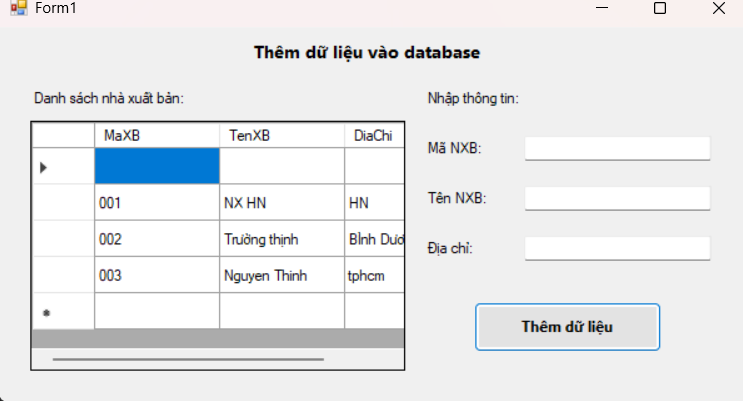 Form1
Thêm dữ liệu vào database
Danh sách nhà xuất bản:
Nhập thông tin:
MaXB TenXB DiaChi
001 NX HN HN
002 Trường thịnh Bình Dươ
003 Nguyen Thinh tphcm
Mã NXB:
Tên NXB:
Địa chỉ:
Thêm dữ liệu